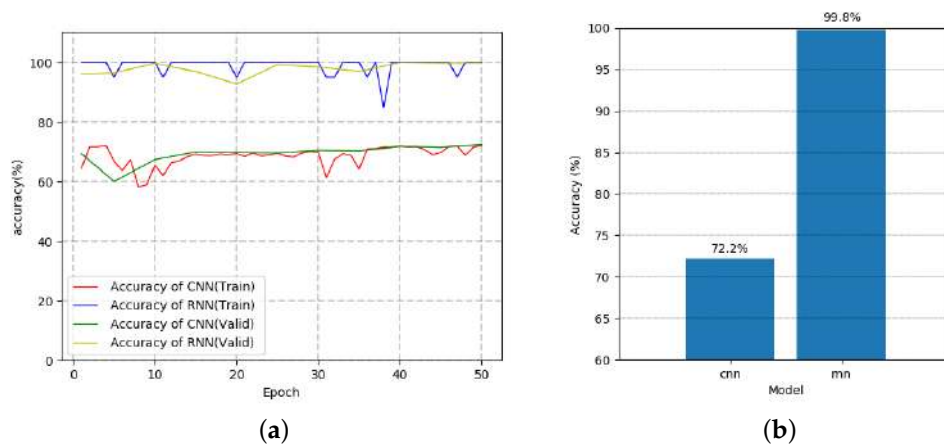 100
80
60
40
20
0
accuracy(%)
Accuracy of CNN(Train)
Accuracy of RNN(Train)
Accuracy of CNN(Valid)
Accuracy of RNN(Valid)
0 10 20 30 40 50
Epoch
(a)
99.8%
72.2%
100
95
90
85
80
75
70
65
60
Accuracy (%)
cnn rnn
Model
(b)